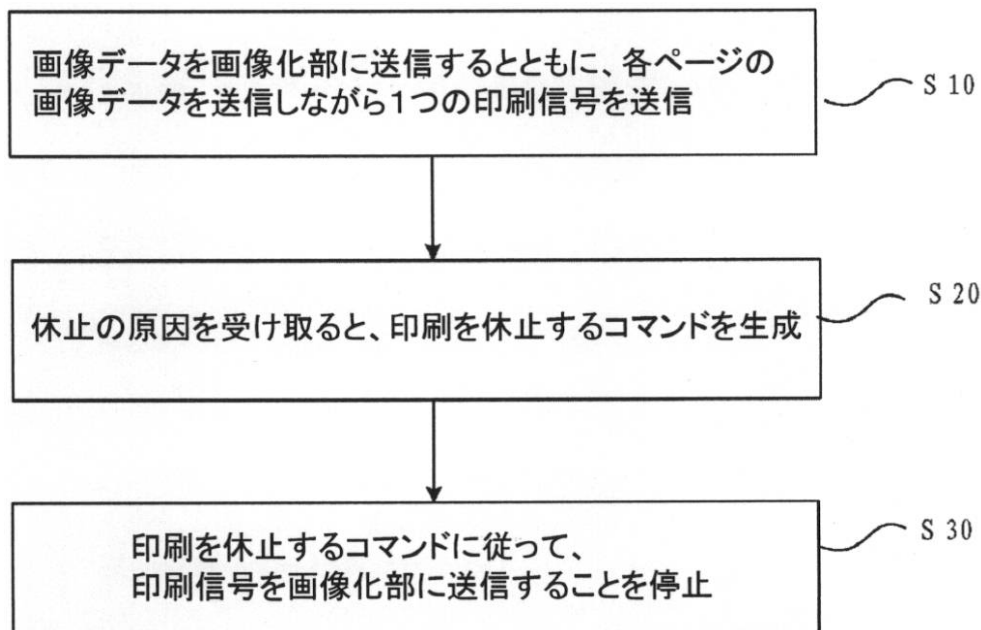 画像データを画像化部に送信するとともに、各ページの
画像データを送信しながら1つの印刷信号を送信
S 10
休止の原因を受け取ると、印刷を休止するコマンドを生成
S 20
印刷を休止するコマンドに従って、
印刷信号を画像化部に送信することを停止
S 30